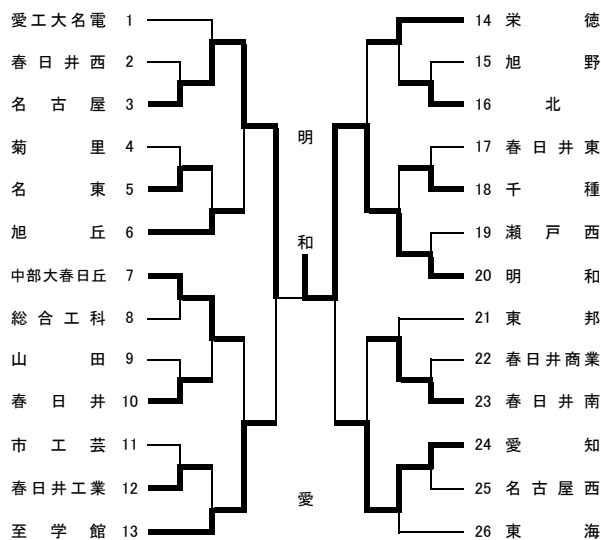 愛工大名電 1
春日井西 2
名古屋 3
菊里 4
名東 5
旭丘 6
中部大春日丘 7
総合工科 8
山田 9
春日井 10
市工芸 11
春日井工業 12
至学館 13
明
和
愛
14 栄徳
15 旭野
16 北
17 春日井東
18 千種
19 瀬戸西
20 明和
21 東邦
22 春日井商業
23 春日井南
24 愛知
25 名古屋西
26 東海